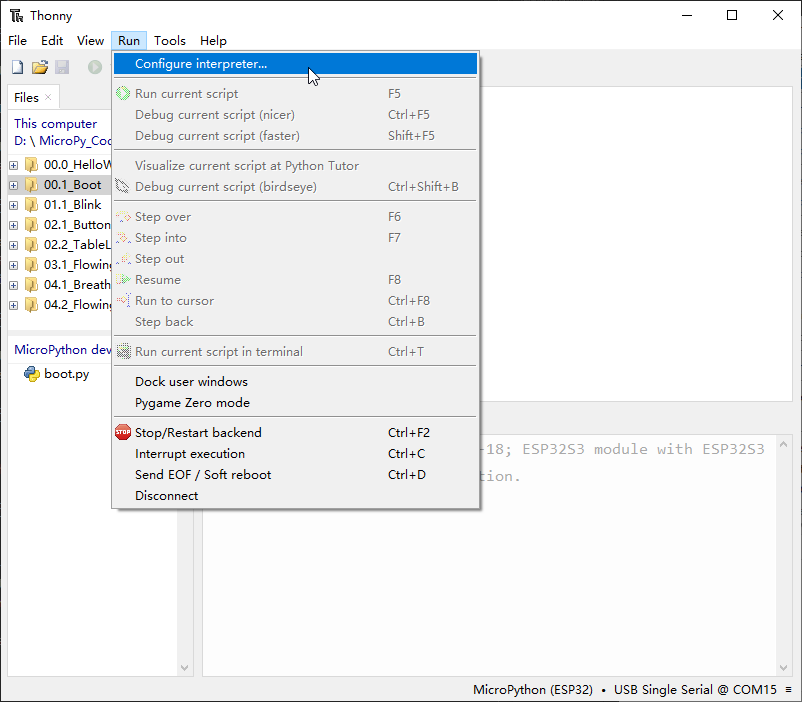 Thonny
File Edit View Run Tools Help
Configure interpreter...
Run current script F5
Debug current script (nicer) Ctrl+F5
Debug current script (faster) Shift+F5
Visualize current script at Python Tutor
Debug current script (birdseye) Ctrl+Shift+B
Step over F6
Step into F7
Step out
Resume F8
Run to cursor Ctrl+F8
Step back Ctrl+B
Run current script in terminal Ctrl+T
Dock user windows
Pygame Zero mode
STOP Stop/Restart backend Ctrl+F2
Interrupt execution Ctrl+C
Send EOF / Soft reboot Ctrl+D
Disconnect
Files
This computer
D: \ MicroPy_Coc
00.0_HelloW
00.1_Boot
01.1_Blink
02.1_Button
02.2_TableL
03.1_Flowing
04.1_Breath
04.2_Flowing
MicroPython dev
boot.py
-18; ESP32S3 module with ESP32S3
tion.
MicroPython (ESP32) • USB Single Serial @ COM15 ≡